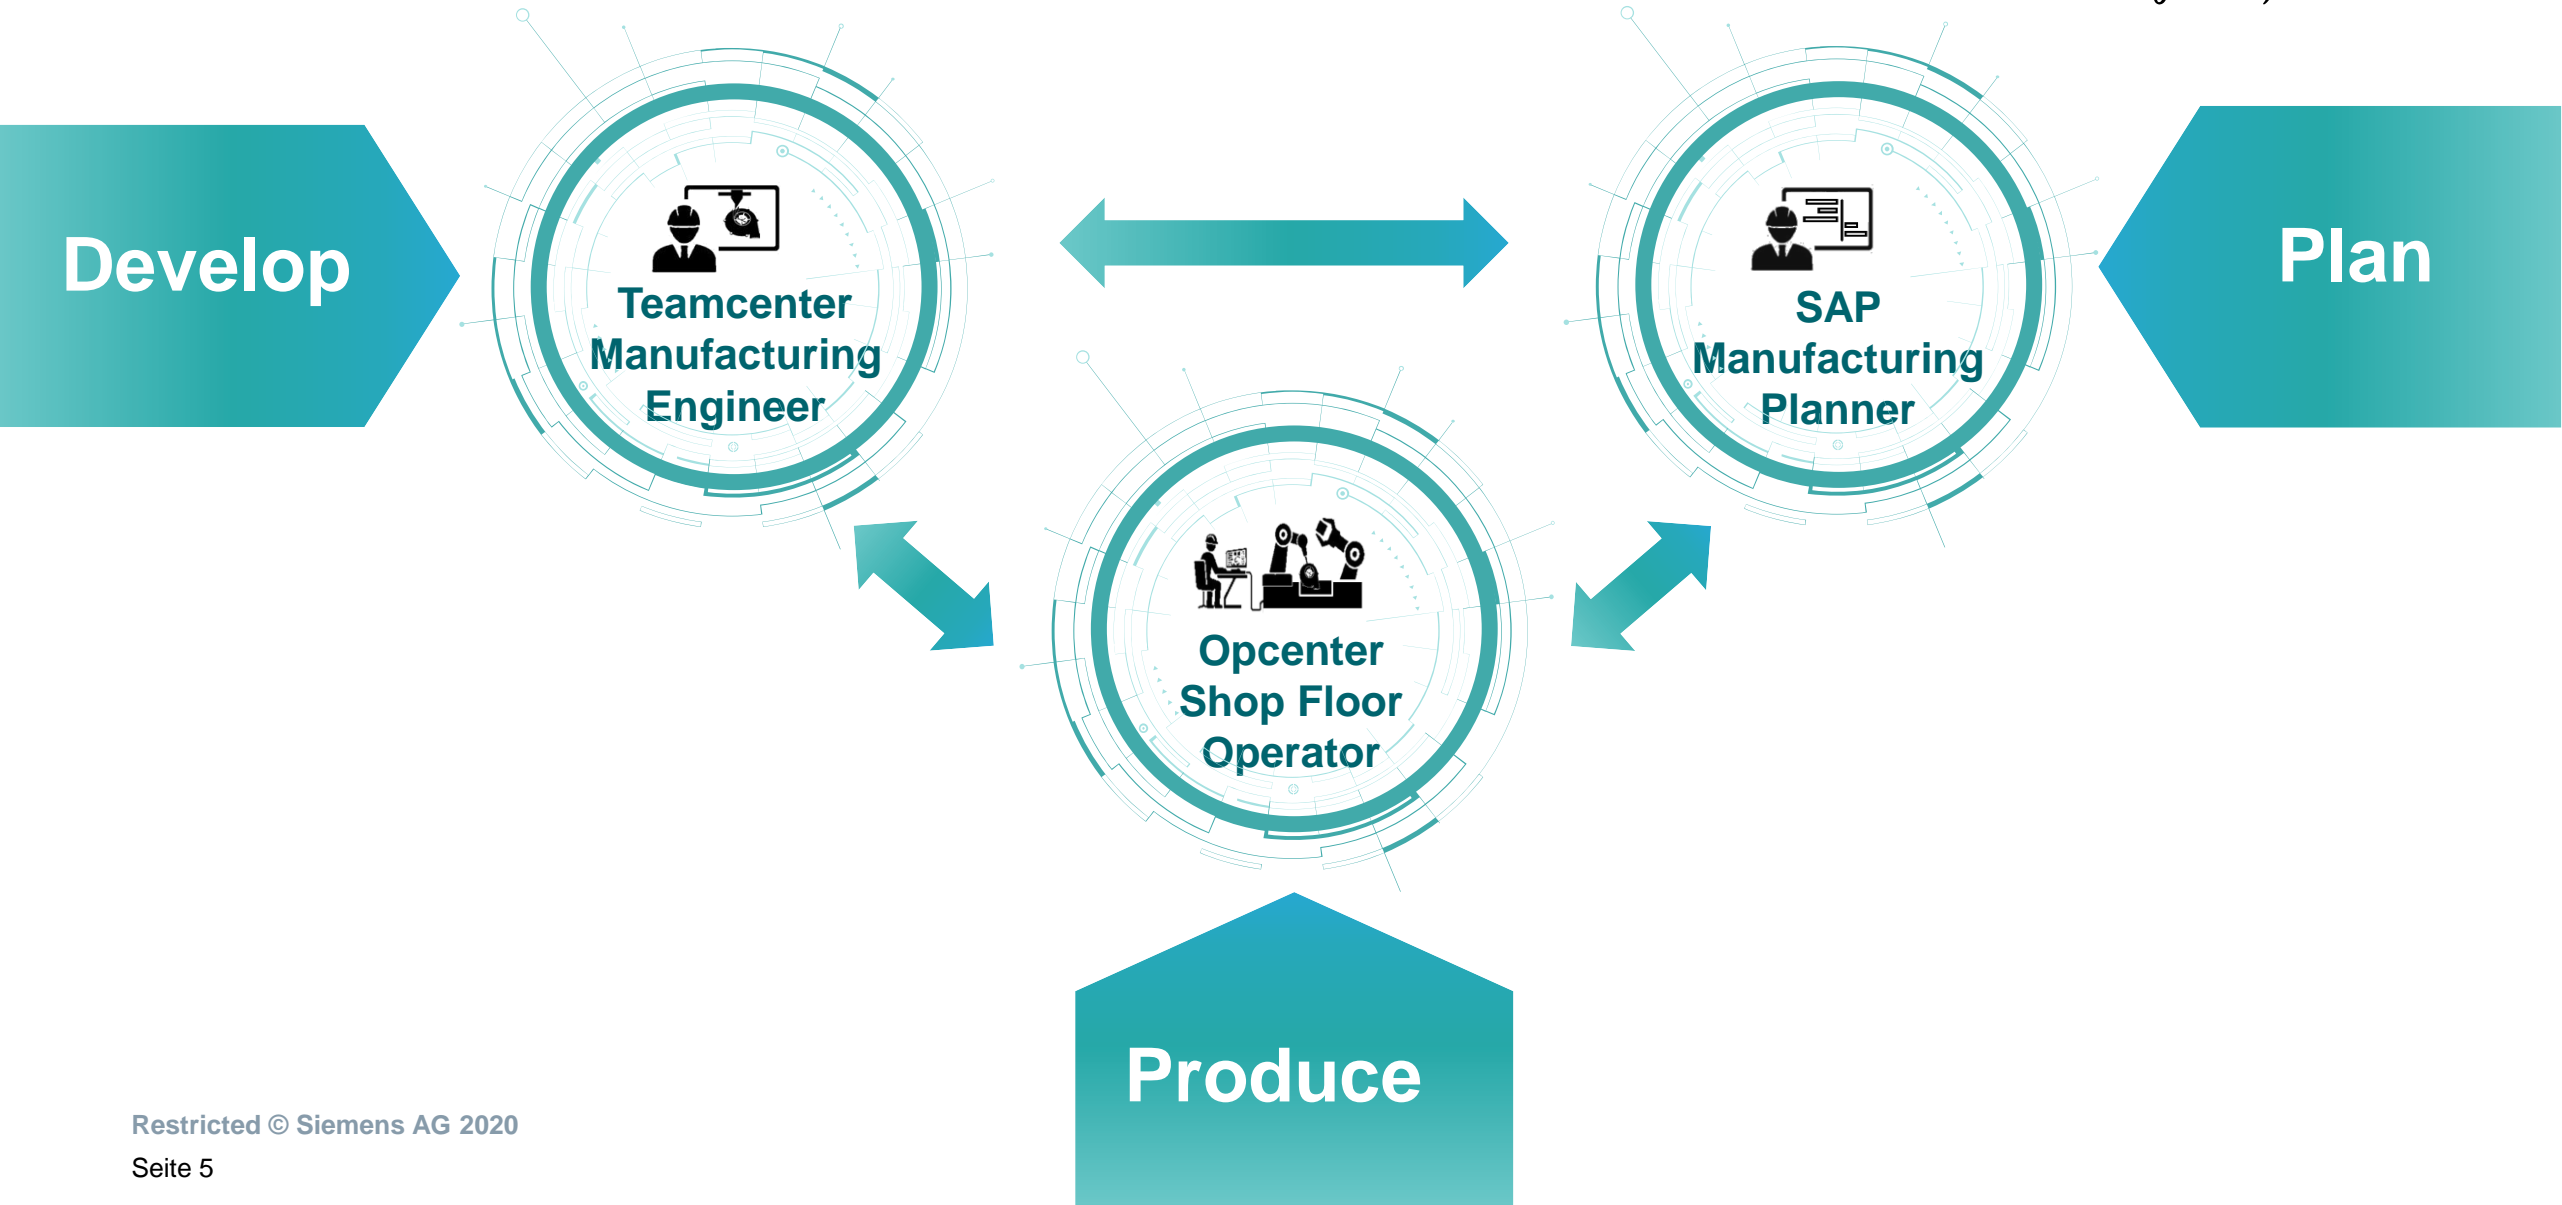 Develop
Teamcenter
Manufacturing
Engineer
SAP
Manufacturing
Planner
Plan
Opcenter
Shop Floor
Operator
Produce
Restricted © Siemens AG 2020
Seite 5